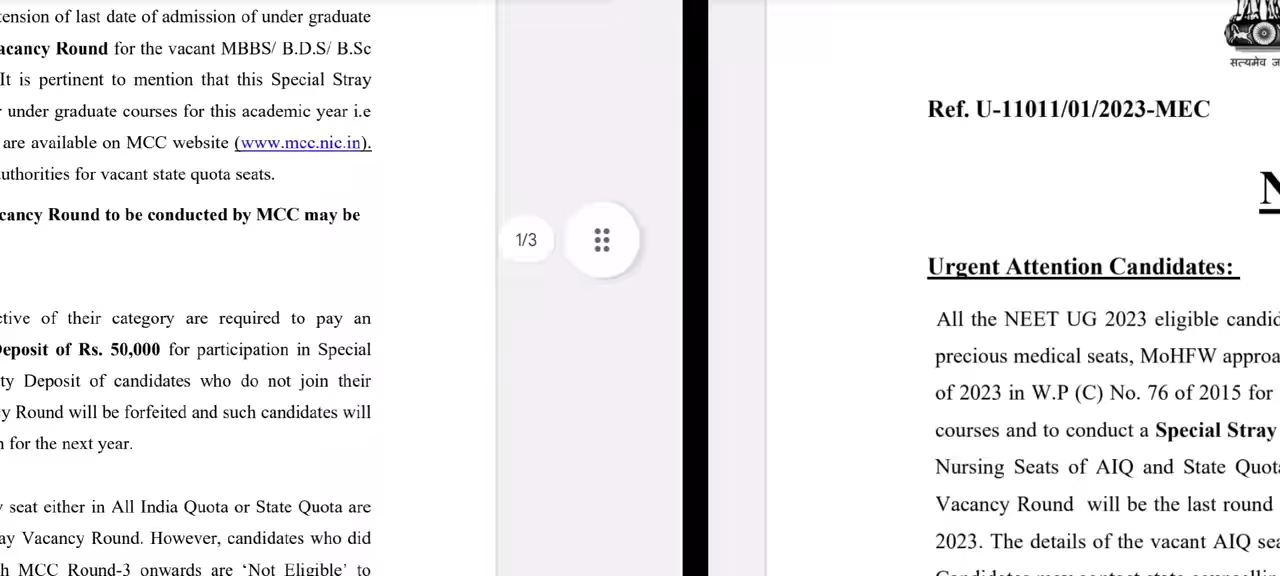 tension of last date of admission of under graduate
acancy Round for the vacant MBBS/ B.D.S/ B.Sc
It is pertinent to mention that this Special Stray
under graduate courses for this academic year i.e
are available on MCC website (www.mcc.nic.in).
uthorities for vacant state quota seats.
cancy Round to be conducted by MCC may be
ctive of their category are required to pay an
Deposit of Rs. 50,000 for participation in Special
ty Deposit of candidates who do not join their
y Round will be forfeited and such candidates will
n for the next year.
seat either in All India Quota or State Quota are
ay Vacancy Round. However, candidates who did
h MCC Round-3 onwards are ‘Not Eligible’ to
1/3
सत्यमेव ज
Ref. U-11011/01/2023-MEC
N
Urgent Attention Candidates:
All the NEET UG 2023 eligible candid
precious medical seats, MoHFW approa
of 2023 in W.P (C) No. 76 of 2015 for
courses and to conduct a Special Stray
Nursing Seats of AIQ and State Quota
Vacancy Round will be the last round
2023. The details of the vacant AIQ sea